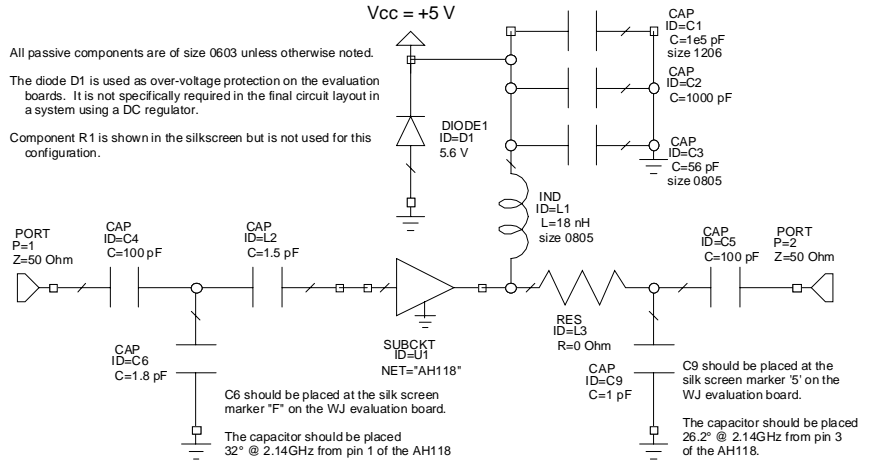 Vcc = +5 V
All passive components are of size 0603 unless otherwise noted.
The diode D1 is used as over-voltage protection on the evaluation
boards. It is not specifically required in the final circuit layout in
a system using a DC regulator.
Component R1 is shown in the silkscreen but is not used for this
configuration.
CAP
ID=C1
C=1e5 pF
size 1206
CAP
ID=C2
C=1000 pF
CAP
ID=C3
C=56 pF
size 0805
DIODE1
ID=D1
5.6 V
IND
ID=L1
L=18 nH
size 0805
PORT
P=1
Z=50 Ohm
CAP
ID=C4
C=100 pF
CAP
ID=L2
C=1.5 pF
CAP
ID=C5
C=100 pF
PORT
P=2
Z=50 Ohm
CAP
ID=C6
C=1.8 pF
SUBCKT
ID=U1
NET="AH118"
RES
ID=L3
R=0 Ohm
CAP
ID=C9
C=1 pF
C6 should be placed at the silk screen
marker "F" on the WJ evaluation board.
The capacitor should be placed
32° @ 2.14GHz from pin 1 of the AH118
C9 should be placed at the
silk screen marker '5' on the
WJ evaluation board.
The capacitor should be placed
26.2° @ 2.14GHz from pin 3
of the AH118.